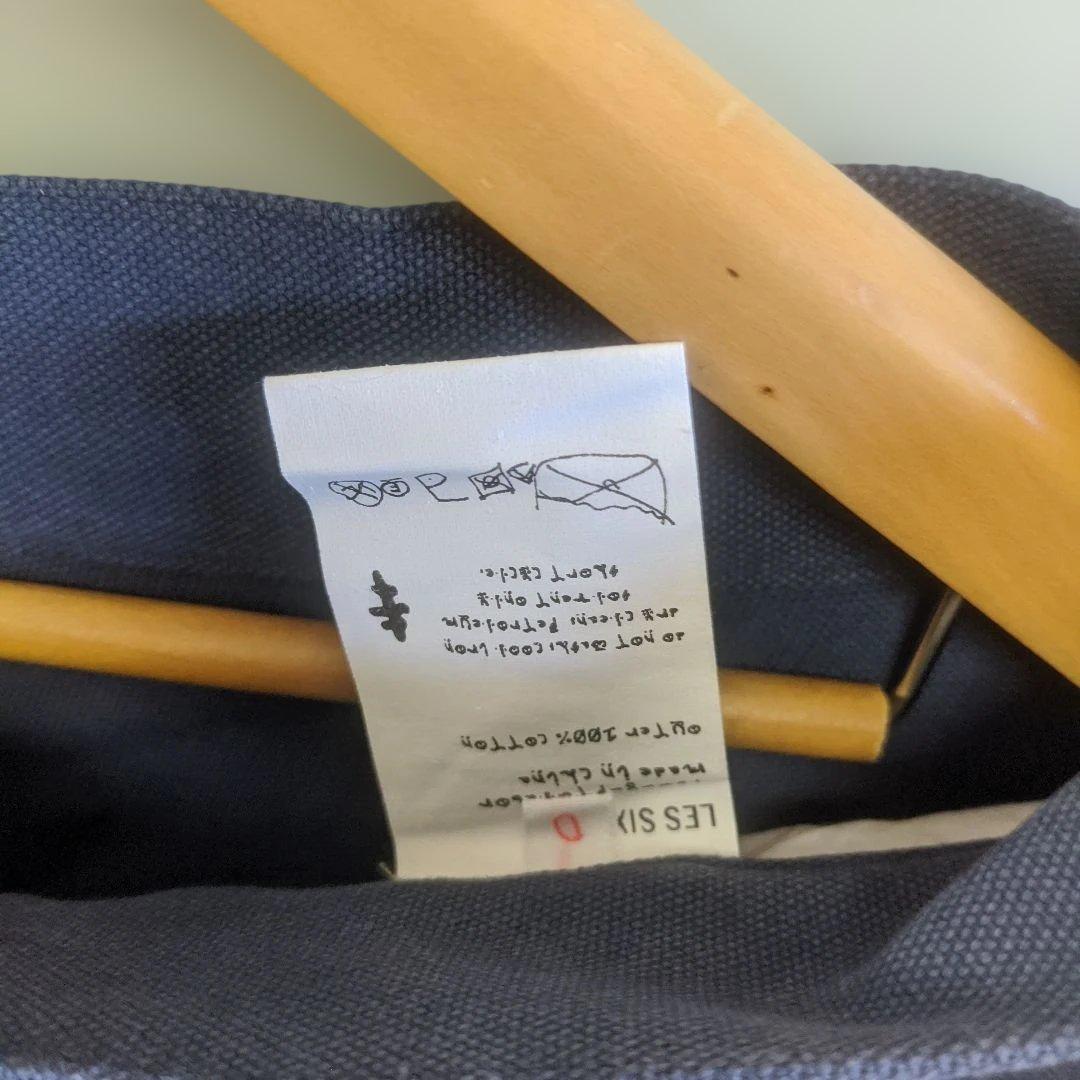 LES SI
made in china
outer 100% cotton
do not wash: cool iron
dry clean: petroleum
solvent only
short cycle.